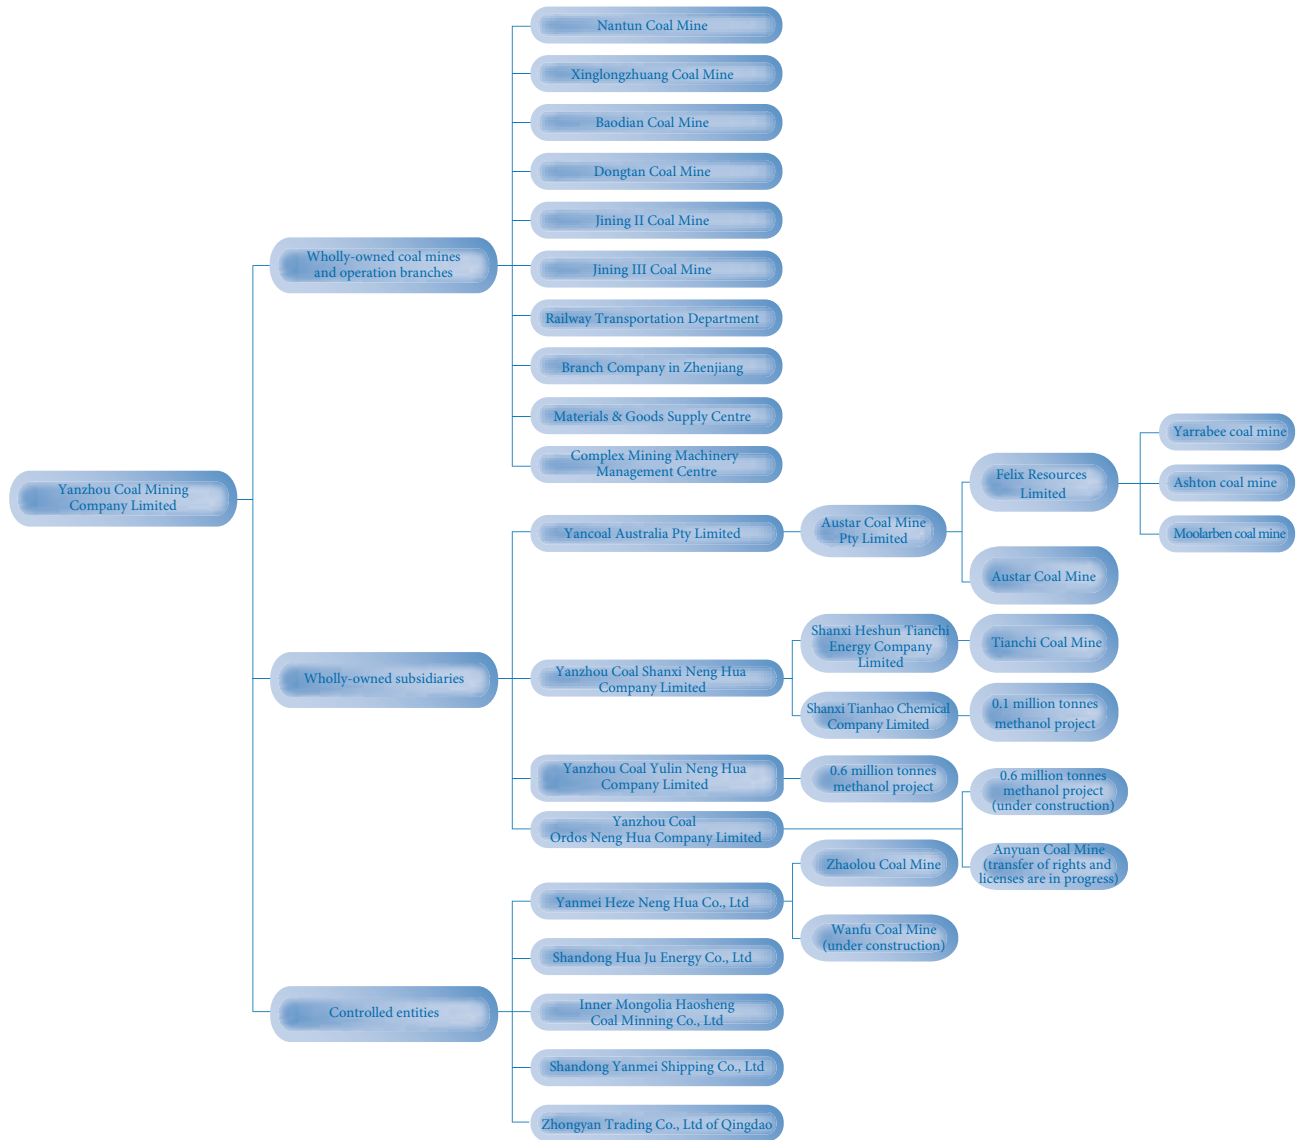 Yanzhou Coal Mining
Company Limited
Wholly-owned coal mines
and operation branches
Nantun Coal Mine
Xinglongzhuang Coal Mine
Baodian Coal Mine
Dongtan Coal Mine
Jining II Coal Mine
Jining III Coal Mine
Railway Transportation Department
Branch Company in Zhenjiang
Materials & Goods Supply Centre
Complex Mining Machinery
Management Centre
Wholly-owned subsidiaries
Yancoal Australia Pty Limited
Austar Coal Mine
Pty Limited
Felix Resources
Limited
Yarrabee coal mine
Ashton coal mine
Moolarben coal mine
Austar Coal Mine
Yanzhou Coal Shanxi Neng Hua
Company Limited
Shanxi Heshun Tianchi
Energy Company
Limited
Tianchi Coal Mine
Shanxi Tianhao Chemical
Company Limited
0.1 million tonnes
methanol project
Yanzhou Coal Yulin Neng Hua
Company Limited
0.6 million tonnes
methanol project
Yanzhou Coal
Ordos Neng Hua Company Limited
0.6 million tonnes
methanol project
(under construction)
Anyuan Coal Mine
(transfer of rights and
licenses are in progress)
Controlled entities
Yanmei Heze Neng Hua Co., Ltd
Zhaolou Coal Mine
Wanfu Coal Mine
(under construction)
Shandong Hua Ju Energy Co., Ltd
Inner Mongolia Haosheng
Coal Minning Co., Ltd
Shandong Yanmei Shipping Co., Ltd
Zhongyan Trading Co., Ltd of Qingdao